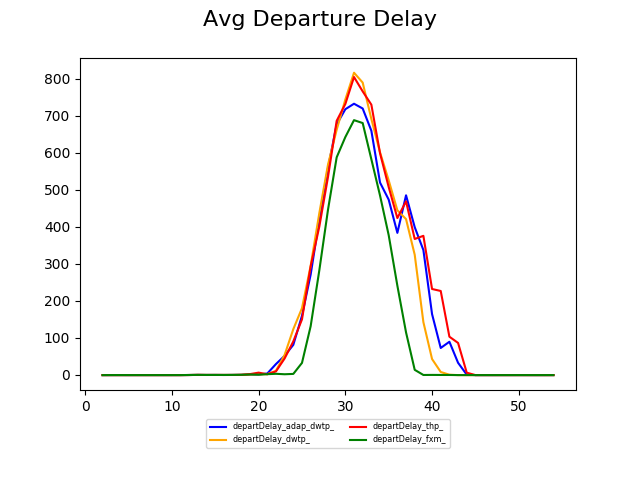 Avg Departure Delay
800
700
600
500
400
300
200
100
0
0 10 20 30 40 50
departDelay_adap_dwtp_ departDelay_thp_
departDelay_dwtp_ departDelay_fxm_